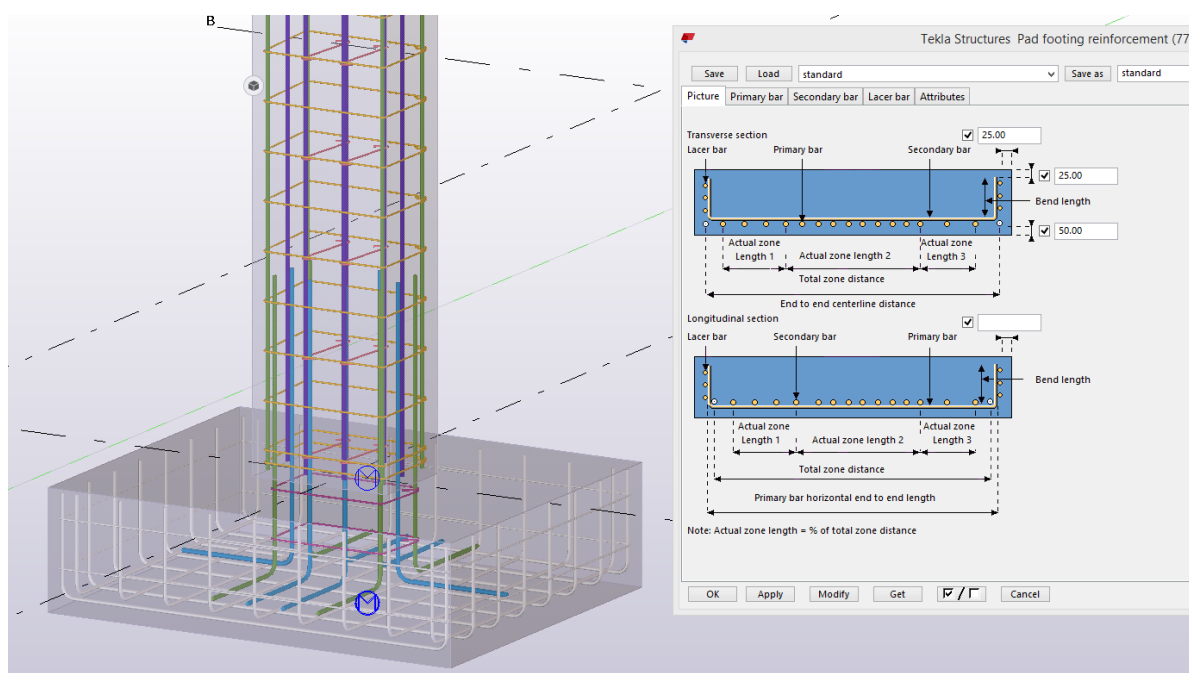 B
Tekla Structures Pad footing reinforcement (77
Save Load standard Save as standard
Picture Primary bar Secondary bar Lacer bar Attributes
Transverse section 25.00
Lacer bar Primary bar Secondary bar
25.00
Bend length
50.00
Actual zone Length 1 Actual zone length 2 Actual zone Length 3
Total zone distance
End to end centerline distance
Longitudinal section
Lacer bar Secondary bar Primary bar
Bend length
Actual zone Length 1 Actual zone length 2 Actual zone Length 3
Total zone distance
Primary bar horizontal end to end length
Note: Actual zone length = % of total zone distance
OK Apply Modify Get / Cancel